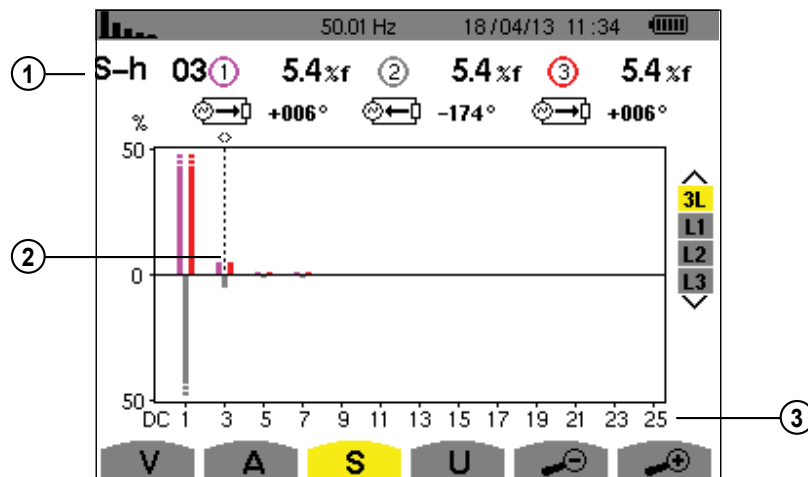 50.01 Hz 18/04/13 11:34
1 S-h 03 1 5.4 %f 2 5.4 %f 3 5.4 %f
+006° -174° +006°
%
50
3L
L1
L2
L3
2
0
50
DC 1 3 5 7 9 11 13 15 17 19 21 23 25 3
V A S U